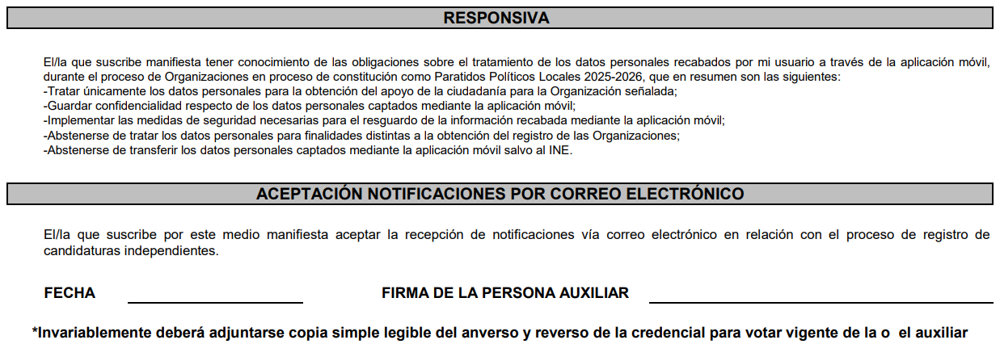 RESPONSIVA
El/la que suscribe manifiesta tener conocimiento de las obligaciones sobre el tratamiento de los datos personales recabados por mi usuario a través de la aplicación móvil,
durante el proceso de Organizaciones en proceso de constitución como Paratidos Políticos Locales 2025-2026, que en resumen son las siguientes:
-Tratar únicamente los datos personales para la obtención del apoyo de la ciudadanía para la Organización señalada;
-Guardar confidencialidad respecto de los datos personales captados mediante la aplicación móvil;
-Implementar las medidas de seguridad necesarias para el resguardo de la información recabada mediante la aplicación móvil;
-Abstenerse de tratar los datos personales para finalidades distintas a la obtención del registro de las Organizaciones;
-Abstenerse de transferir los datos personales captados mediante la aplicación móvil salvo al INE.
ACEPTACIÓN NOTIFICACIONES POR CORREO ELECTRÓNICO
El/la que suscribe por este medio manifiesta aceptar la recepción de notificaciones vía correo electrónico en relación con el proceso de registro de
candidaturas independientes.
FECHA FIRMA DE LA PERSONA AUXILIAR
*Invariablemente deberá adjuntarse copia simple legible del anverso y reverso de la credencial para votar vigente de la o el auxiliar